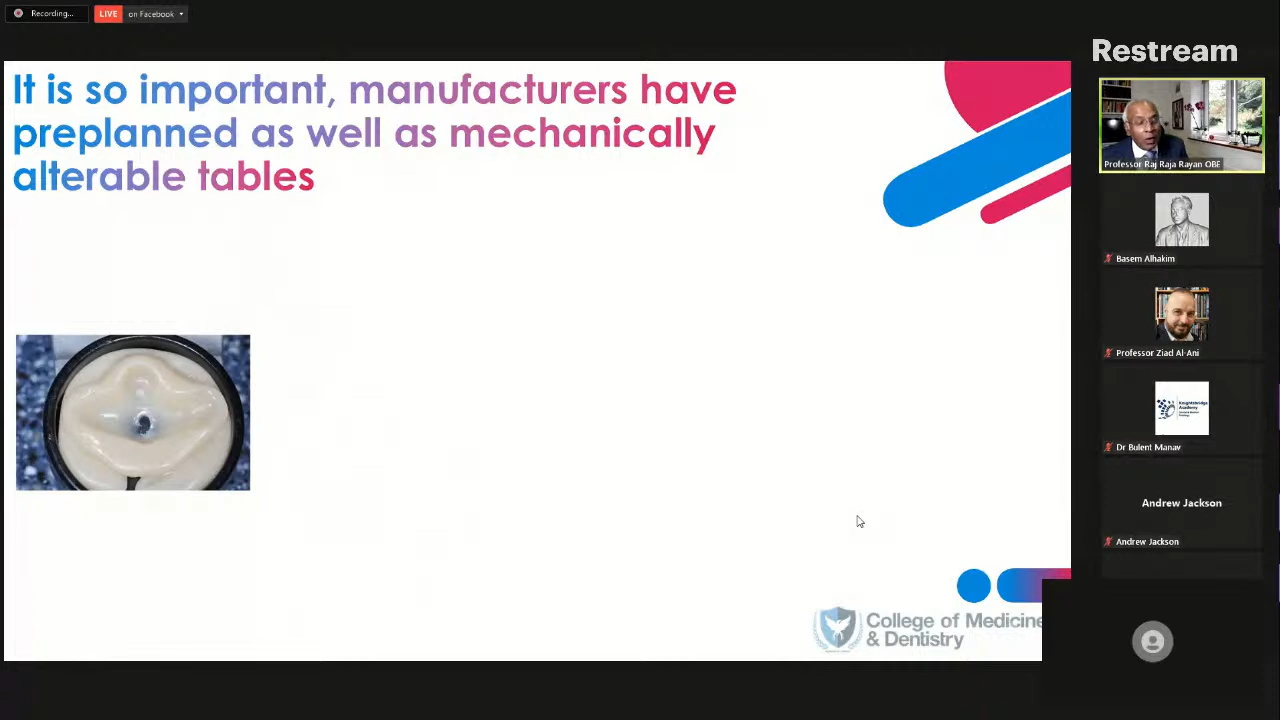 Recording...
LIVE on Facebook
Restream
It is so important, manufacturers have
preplanned as well as mechanically
alterable tables
Professor Raj Raja Rayan OBE
Basem Alhakim
Professor Ziad Al-Ani
Knightsbridge
Academy
Dr Bulent Manav
Andrew Jackson
Andrew Jackson
College of Medicine
& Dentistry